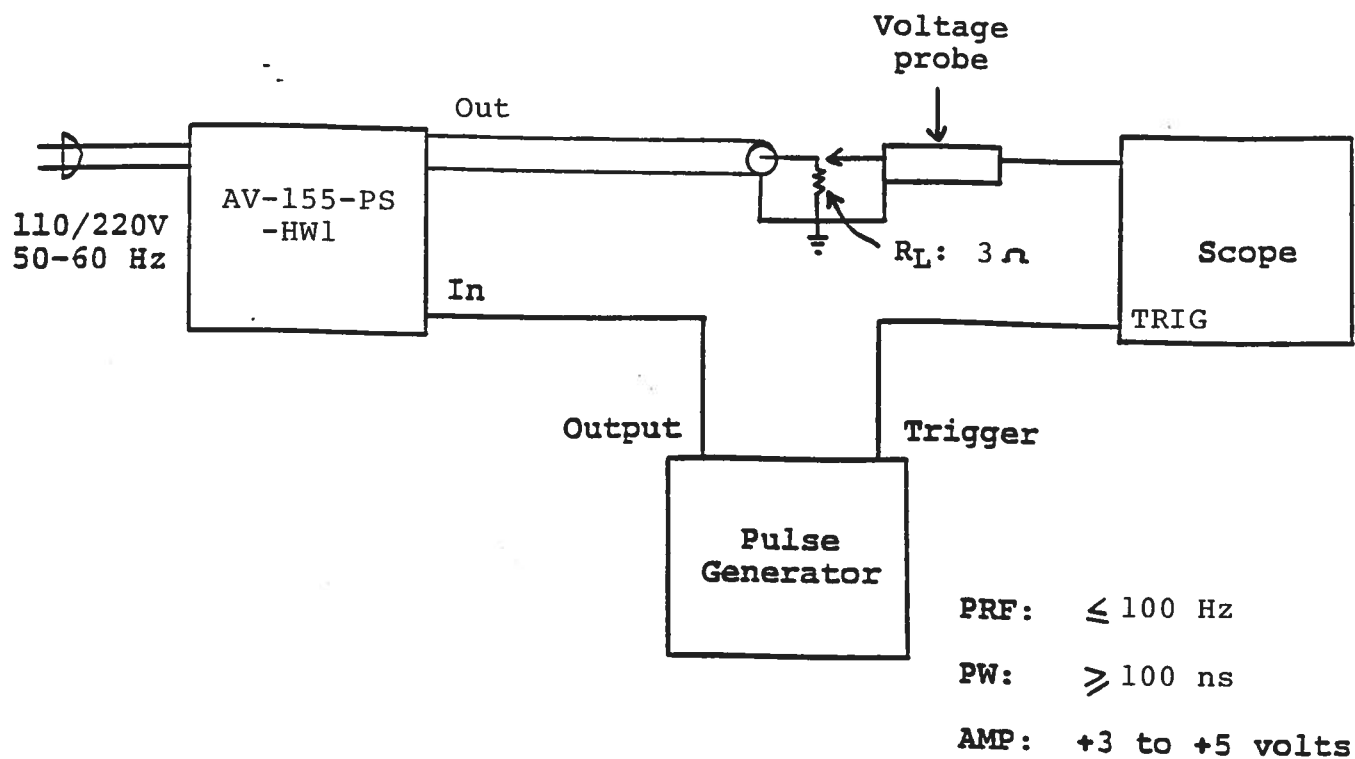 Voltage
probe
Out
AV-155-PS
-HW1
110/220V
50-60 Hz
RL: 3 Ω
Scope
In
TRIG
Output
Trigger
Pulse
Generator
PRF: ≤ 100 Hz
PW: ≥ 100 ns
AMP: +3 to +5 volts